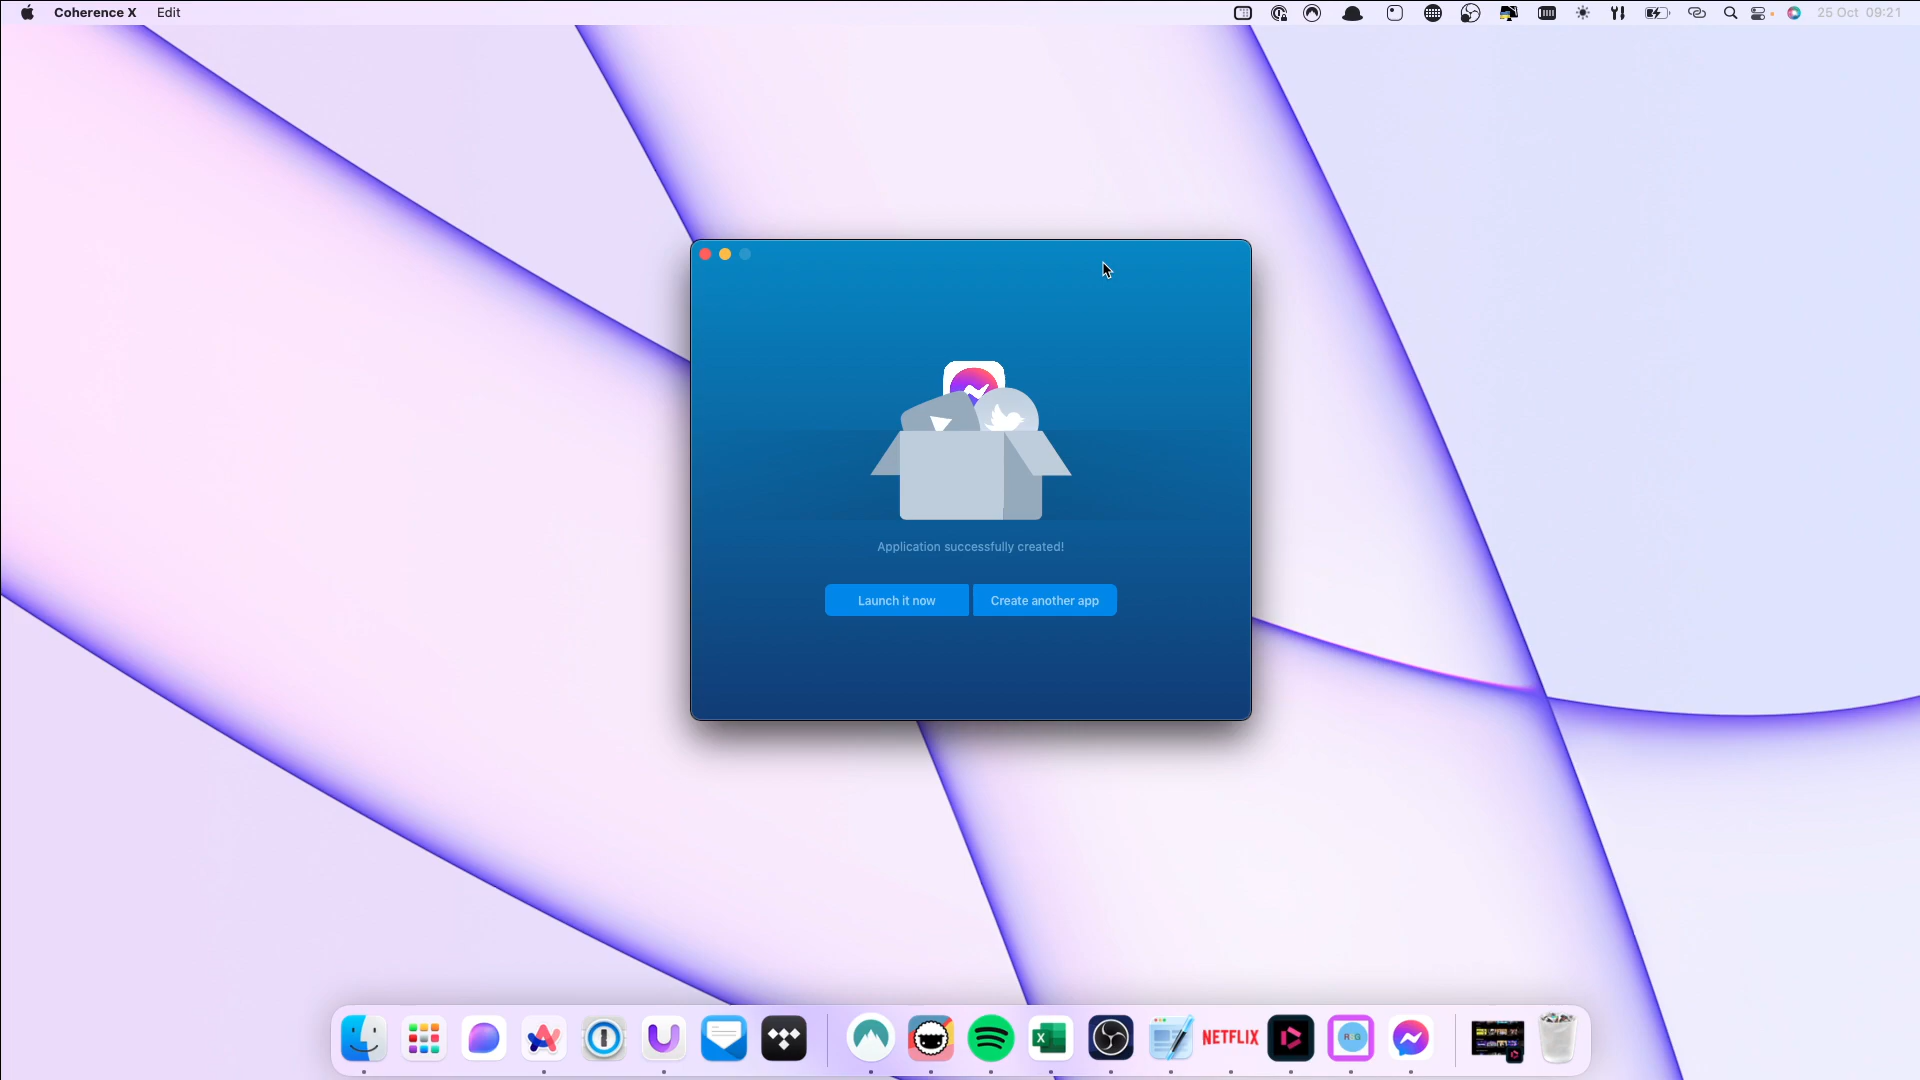 Coherence X Edit
25 Oct 09:21
Application successfully created!
Launch it now
Create another app
NETFLIX